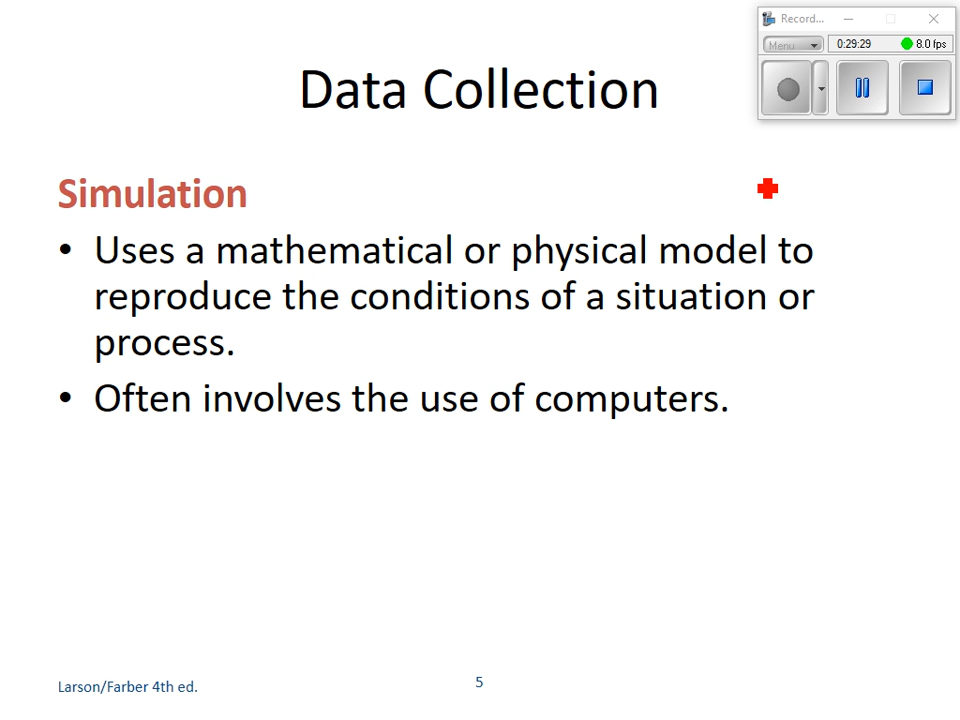 Record...
Menu
0:29:29
8.0 fps
Data Collection
Simulation
• Uses a mathematical or physical model to
reproduce the conditions of a situation or
process.
• Often involves the use of computers.
Larson/Farber 4th ed.
5